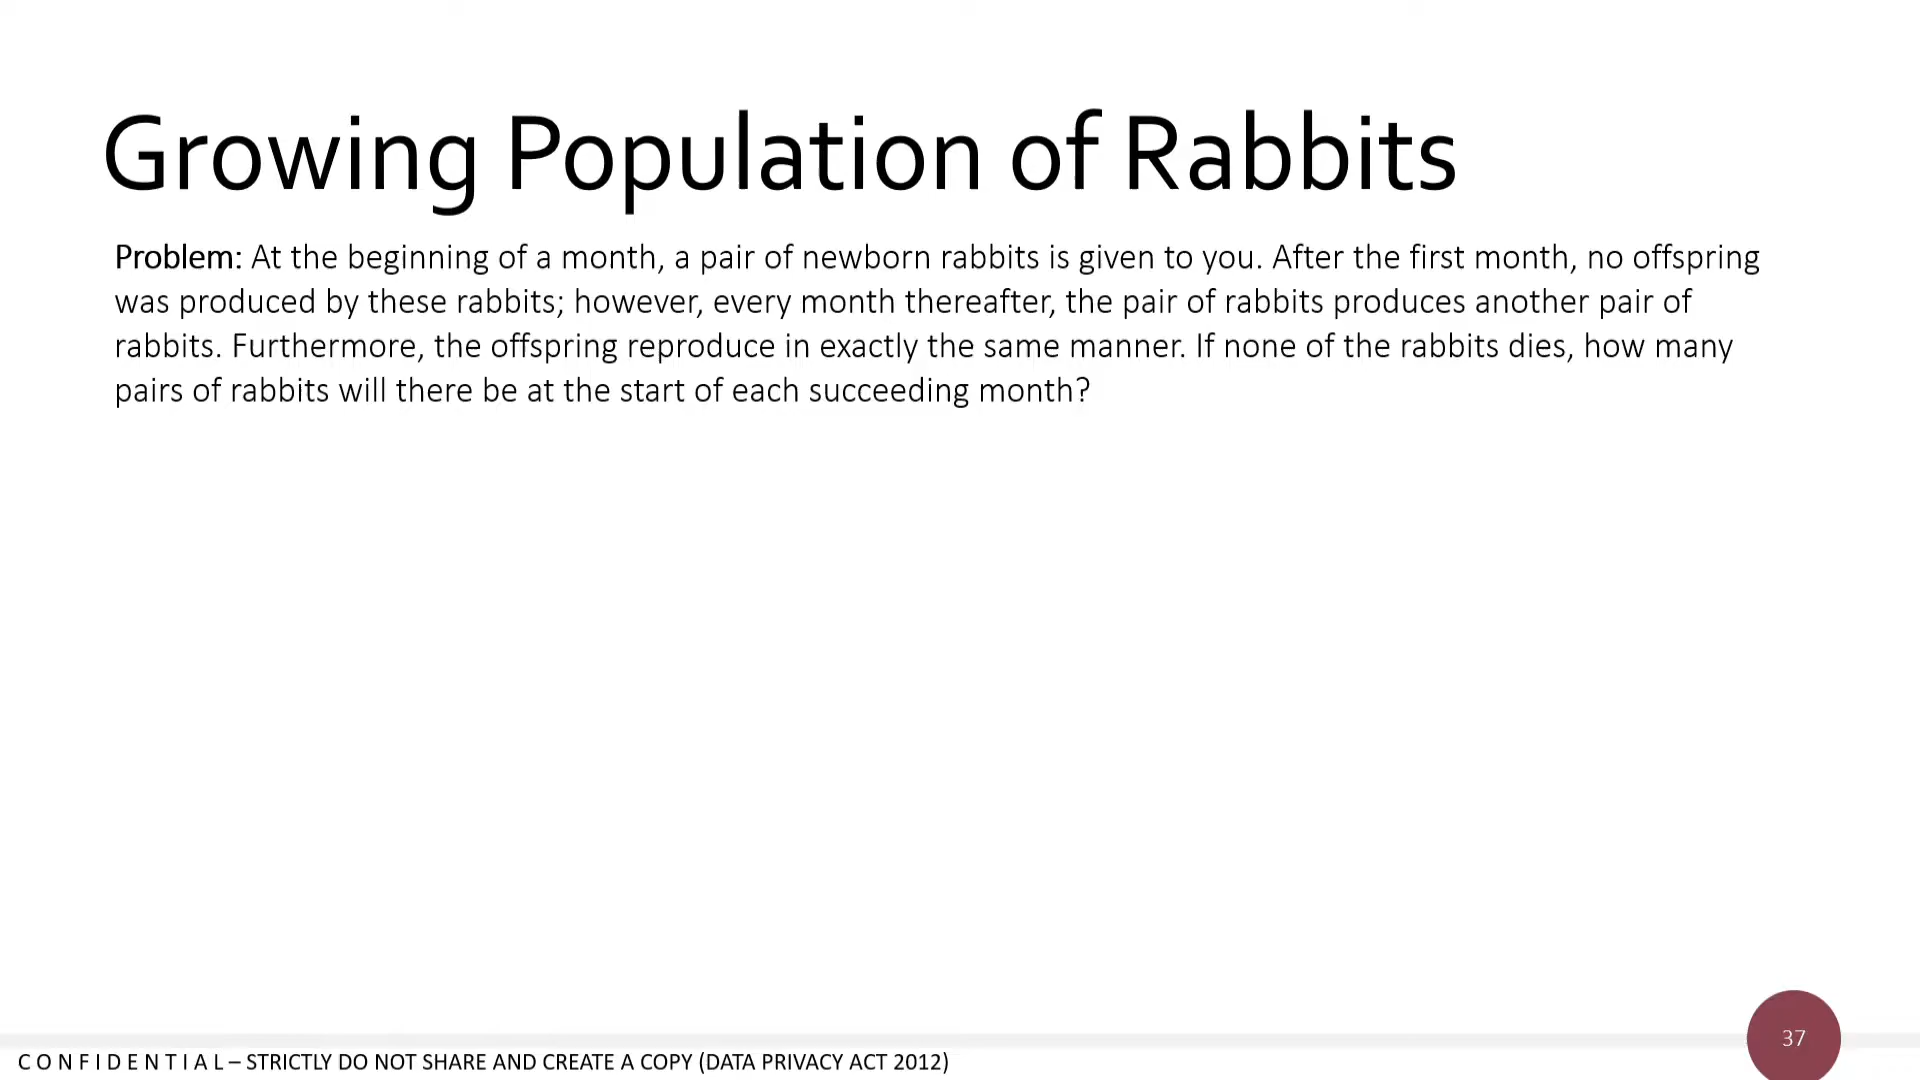 Growing Population of Rabbits
Problem: At the beginning of a month, a pair of newborn rabbits is given to you. After the first month, no offspring
was produced by these rabbits; however, every month thereafter, the pair of rabbits produces another pair of
rabbits. Furthermore, the offspring reproduce in exactly the same manner. If none of the rabbits dies, how many
pairs of rabbits will there be at the start of each succeeding month?
37
C O N F I D E N T I A L – STRICTLY DO NOT SHARE AND CREATE A COPY (DATA PRIVACY ACT 2012)